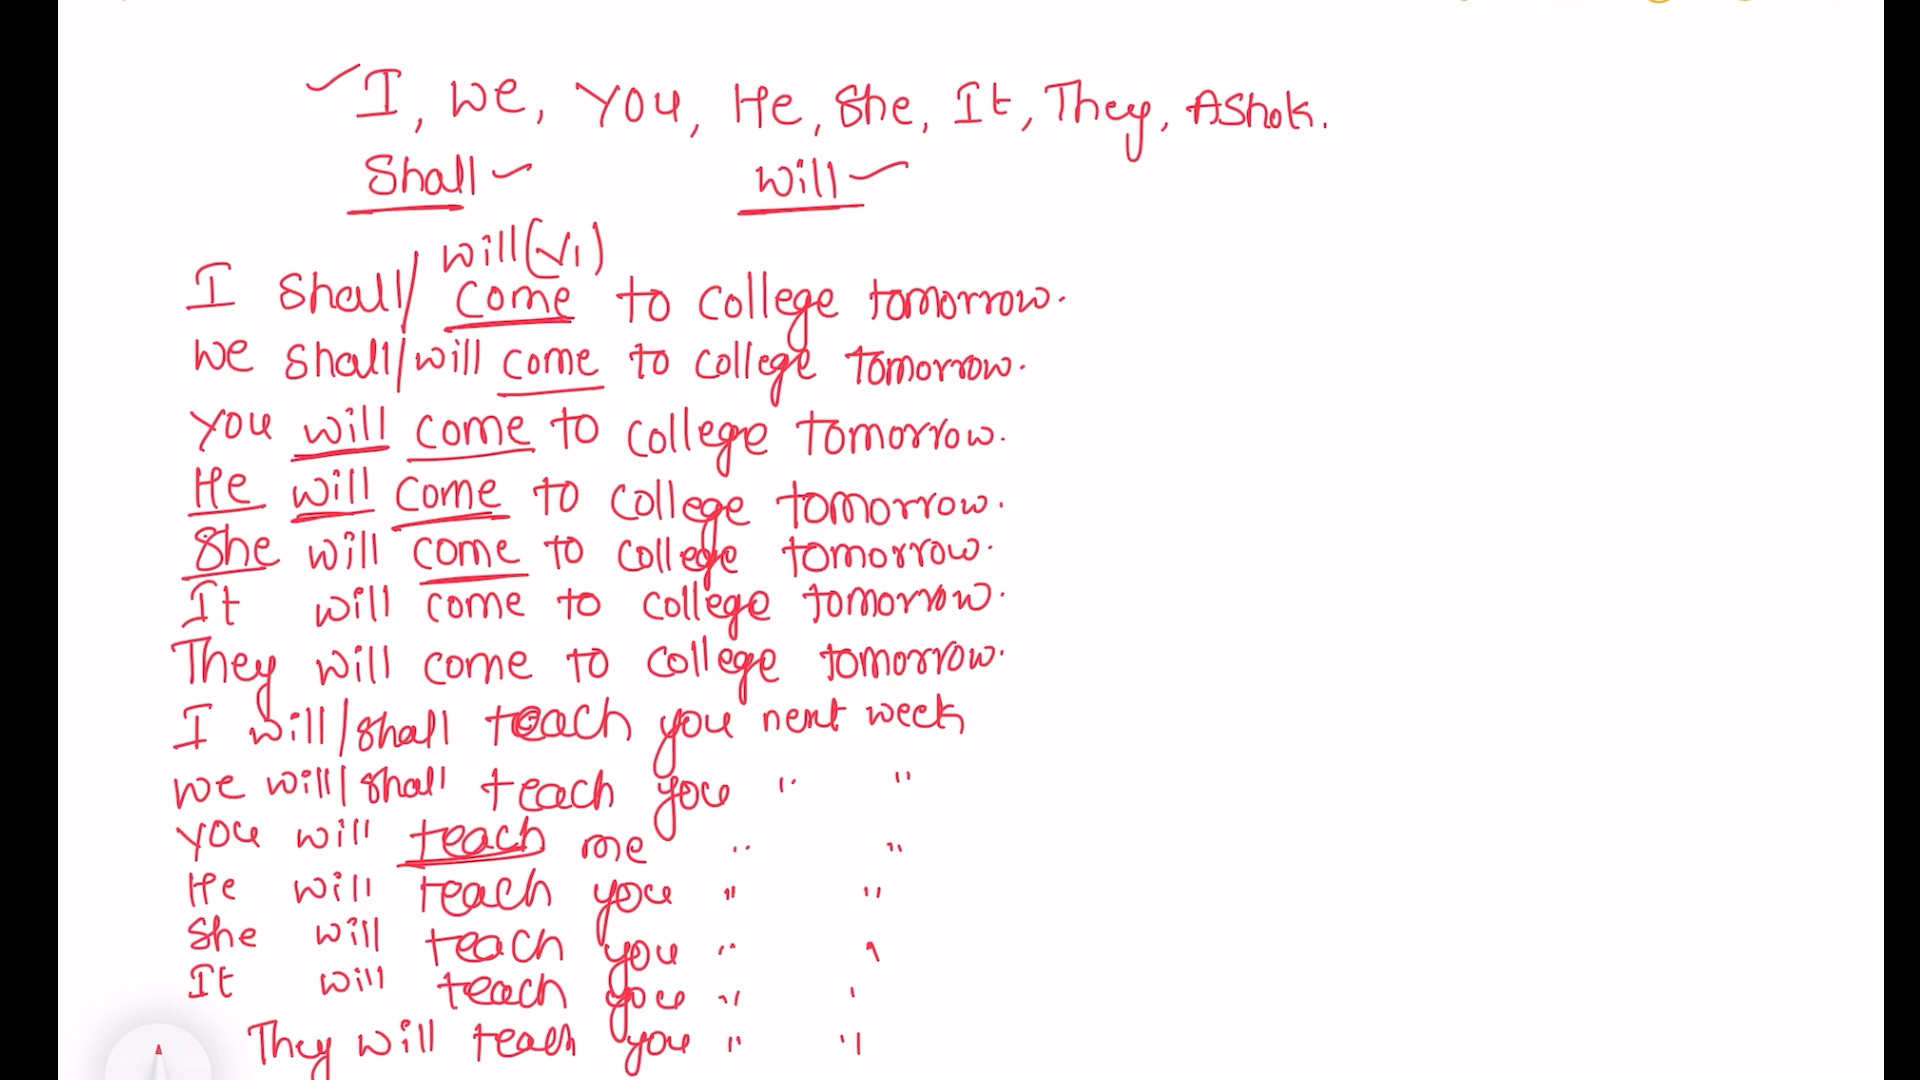 I, we, you, He, She, It, They, Ashok.
Shall will
will(V1)
I shall/ come to college tomorrow.
we shall/will come to college tomorrow.
you will come to college tomorrow.
He will come to college tomorrow.
She will come to college tomorrow.
It will come to college tomorrow.
They will come to college tomorrow.
I will/shall teach you next week
we will/shall teach you " "
you will teach me " "
He will teach you " "
She will teach you " "
It will teach you " "
They will teach you " "